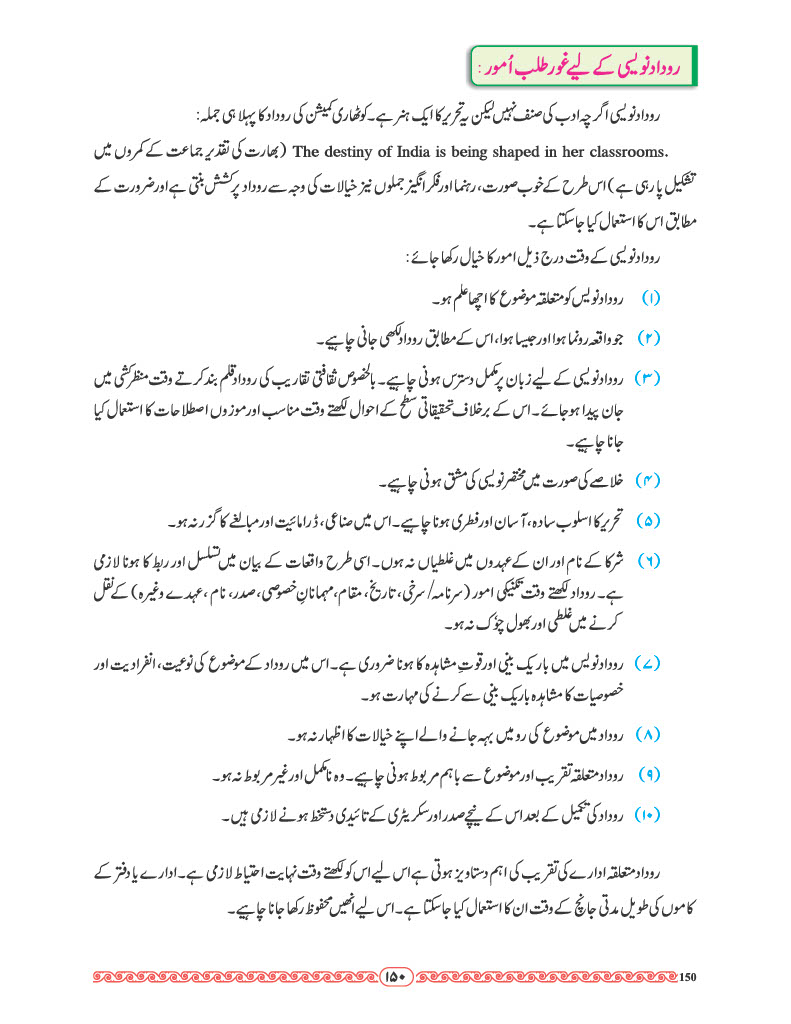 روداد نویسی کے لیے غور طلب اُمور :
روداد نویسی اگرچہ ادب کی صنف نہیں لیکن یہ تحریر کا ایک ہنر ہے۔ کوٹھاری کمیشن کی روداد کا پہلا ہی جملہ:
The destiny of India is being shaped in her classrooms. (بھارت کی تقدیر جماعت کے کمروں میں
تشکیل پا رہی ہے) اس طرح کے خوب صورت، رہنما اور فکر انگیز جملوں نیز خیالات کی وجہ سے روداد پرکشش بنتی ہے اور ضرورت کے
مطابق اس کا استعمال کیا جاسکتا ہے۔
روداد نویسی کے وقت درج ذیل امور کا خیال رکھا جائے:
(۱) روداد نویس کو متعلقہ موضوع کا اچھا علم ہو۔
(۲) جو واقعہ رونما ہوا اور جیسا ہوا، اس کے مطابق روداد لکھی جانی چاہیے۔
(۳) روداد نویسی کے لیے زبان پر مکمل دسترس ہونی چاہیے۔ بالخصوص ثقافتی تقاریب کی روداد قلم بند کرتے وقت منظر کشی میں
جان پیدا ہو جائے۔ اس کے برخلاف تحقیقاتی سطح کے احوال لکھتے وقت مناسب اور موزوں اصطلاحات کا استعمال کیا
جانا چاہیے۔
(۴) خلاصے کی صورت میں مختصر نویسی کی مشق ہونی چاہیے۔
(۵) تحریر کا اسلوب سادہ، آسان اور فطری ہونا چاہیے۔ اس میں صناعی، ڈرامائیت اور مبالغے کا گزر نہ ہو۔
(۶) شرکا کے نام اور ان کے عہدوں میں غلطیاں نہ ہوں۔ اسی طرح واقعات کے بیان میں تسلسل اور ربط کا ہونا لازمی
ہے۔ روداد لکھتے وقت تکنیکی امور (سرنامہ/ سرخی، تاریخ، مقام، مہمانانِ خصوصی، صدر، نام، عہدے وغیرہ) کے نقل
کرنے میں غلطی اور بھول چوٗک نہ ہو۔
(۷) روداد نویس میں باریک بینی اور قوتِ مشاہدہ کا ہونا ضروری ہے۔ اس میں روداد کے موضوع کی نوعیت، انفرادیت اور
خصوصیات کا مشاہدہ باریک بینی سے کرنے کی مہارت ہو۔
(۸) روداد میں موضوع کی رو میں بہہ جانے والے اپنے خیالات کا اظہار نہ ہو۔
(۹) روداد متعلقہ تقریب اور موضوع سے باہم مربوط ہونی چاہیے۔ وہ نامکمل اور غیر مربوط نہ ہو۔
(۱۰) روداد کی تکمیل کے بعد اس کے نیچے صدر اور سکریٹری کے تائیدی دستخط ہونے لازمی ہیں۔
روداد متعلقہ ادارے کی تقریب کی اہم دستاویز ہوتی ہے اس لیے اس کو لکھتے وقت نہایت احتیاط لازمی ہے۔ ادارے یا دفتر کے
کاموں کی طویل مدتی جانچ کے وقت ان کا استعمال کیا جاسکتا ہے۔ اس لیے انھیں محفوظ رکھا جانا چاہیے۔
۱۵۰
150